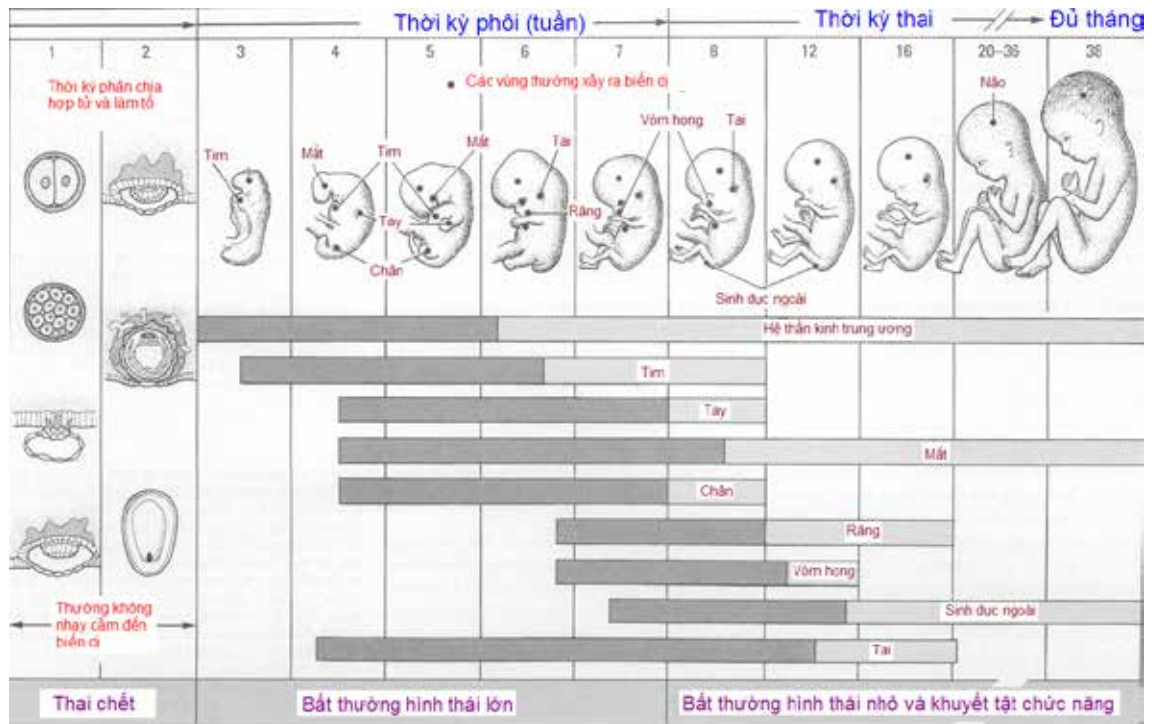 Thời kỳ phôi (tuần)
Thời kỳ thai
Đủ tháng
1 2 3 4 5 6 7 8 12 16 20–36 38
Thời kỳ phân chia
hợp tử và làm tổ
Các vùng thường xảy ra biến cị
Não
Vòm họng
Tai
Tim
Mắt
Tim
Mắt
Tai
Răng
Tay
Chân
Sinh dục ngoài
Hệ thần kinh trung ương
Tim
Tay
Mắt
Chân
Răng
Vòm họng
Sinh dục ngoài
Tai
Thường không
nhạy cảm đến
biến cị
Thai chết
Bất thường hình thái lớn
Bất thường hình thái nhỏ và khuyết tật chức năng